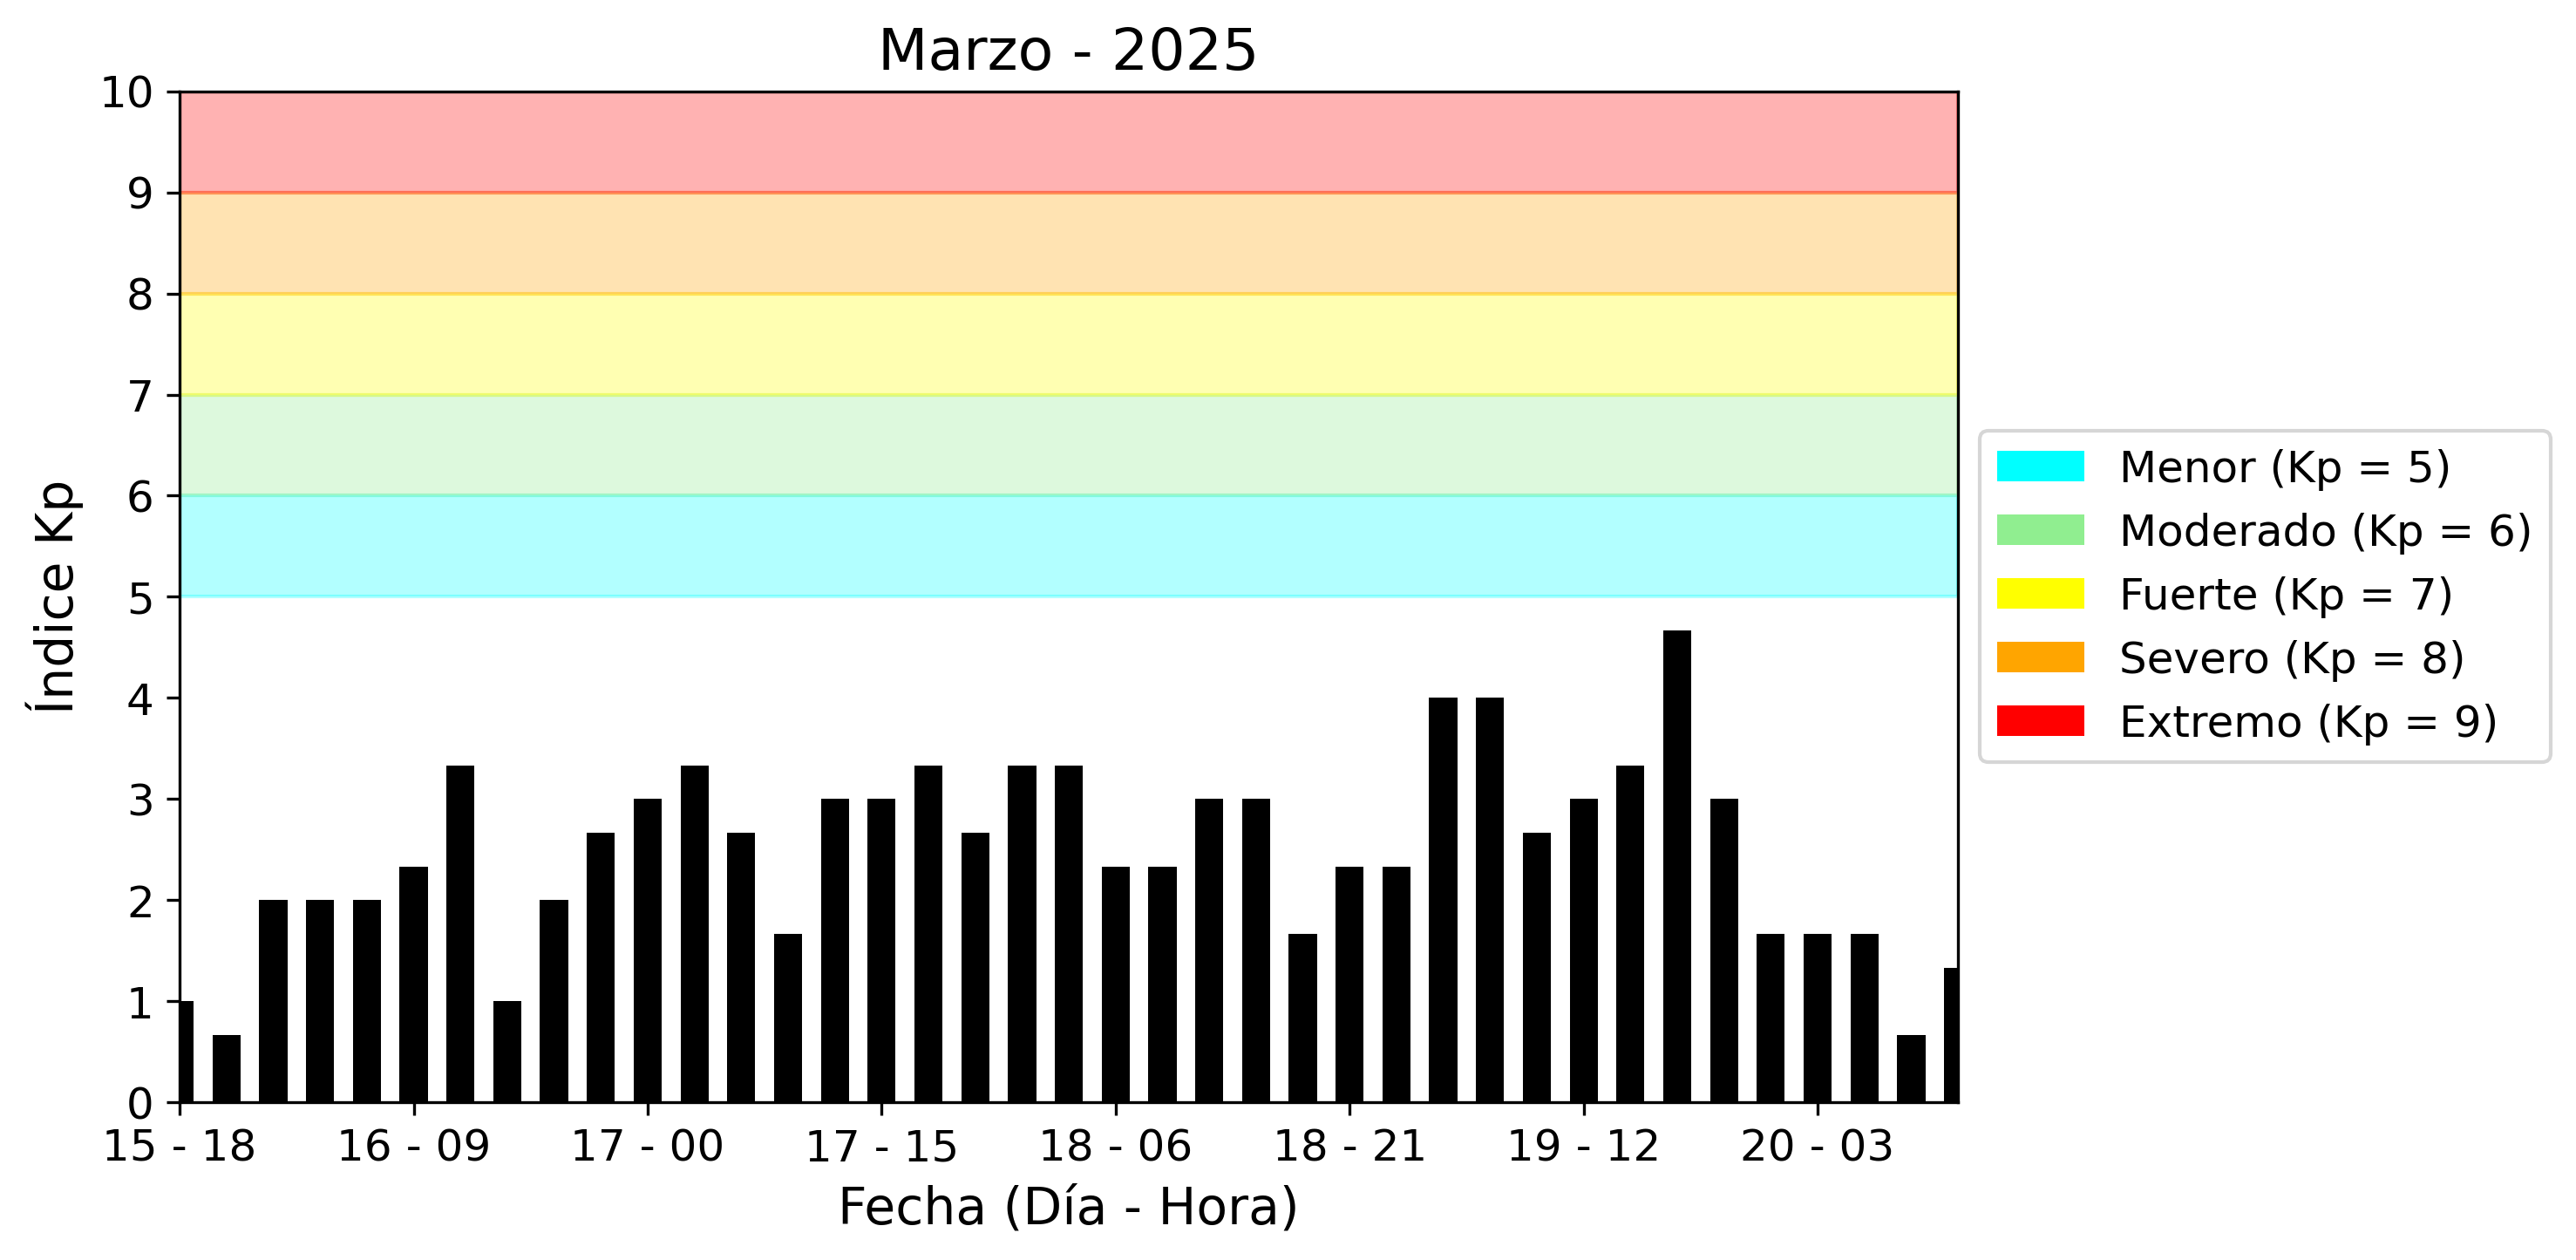 Marzo - 2025
Índice Kp
10
9
8
7
6
5
4
3
2
1
0
15 - 18 16 - 09 17 - 00 17 - 15 18 - 06 18 - 21 19 - 12 20 - 03
Fecha (Día - Hora)
Menor (Kp = 5)
Moderado (Kp = 6)
Fuerte (Kp = 7)
Severo (Kp = 8)
Extremo (Kp = 9)